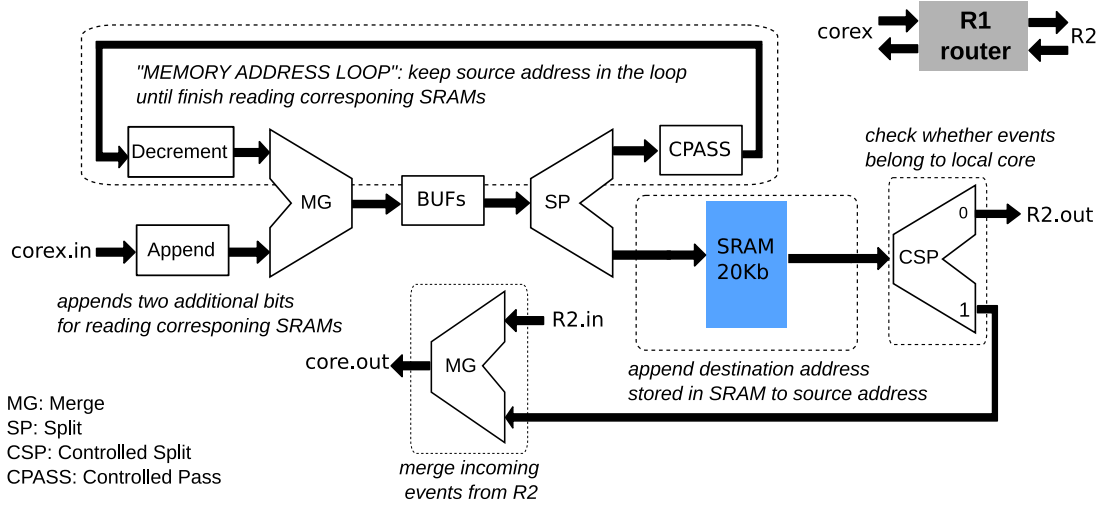 corex
R1
router
R2
"MEMORY ADDRESS LOOP": keep source address in the loop
until finish reading corresponing SRAMs
Decrement
CPASS
check whether events
belong to local core
MG
BUFs
SP
0
R2.out
corex.in
Append
SRAM
20Kb
CSP
1
appends two additional bits
for reading corresponing SRAMs
R2.in
core.out
MG
append destination address
stored in SRAM to source address
MG: Merge
SP: Split
CSP: Controlled Split
CPASS: Controlled Pass
merge incoming
events from R2